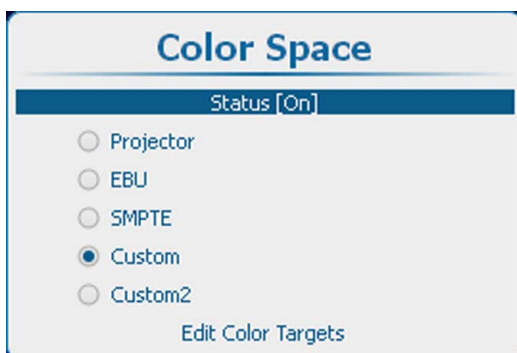 Color Space
Status [On]
Projector
EBU
SMPTE
Custom
Custom2
Edit Color Targets